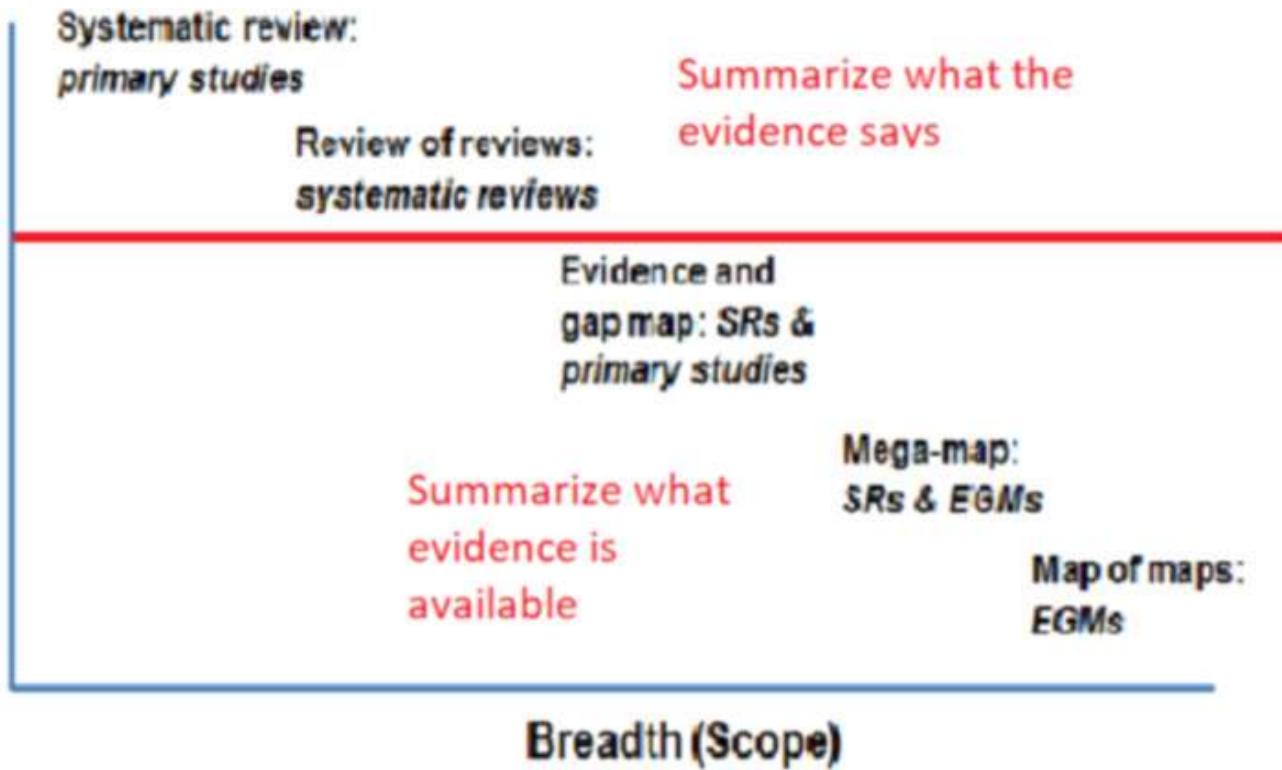 Systematic review:
primary studies
Summarize what the
evidence says
Review of reviews:
systematic reviews
Evidence and
gap map: SRs &
primary studies
Mega-map:
SRs & EGMs
Summarize what
evidence is
available
Map of maps:
EGMs
Breadth (Scope)